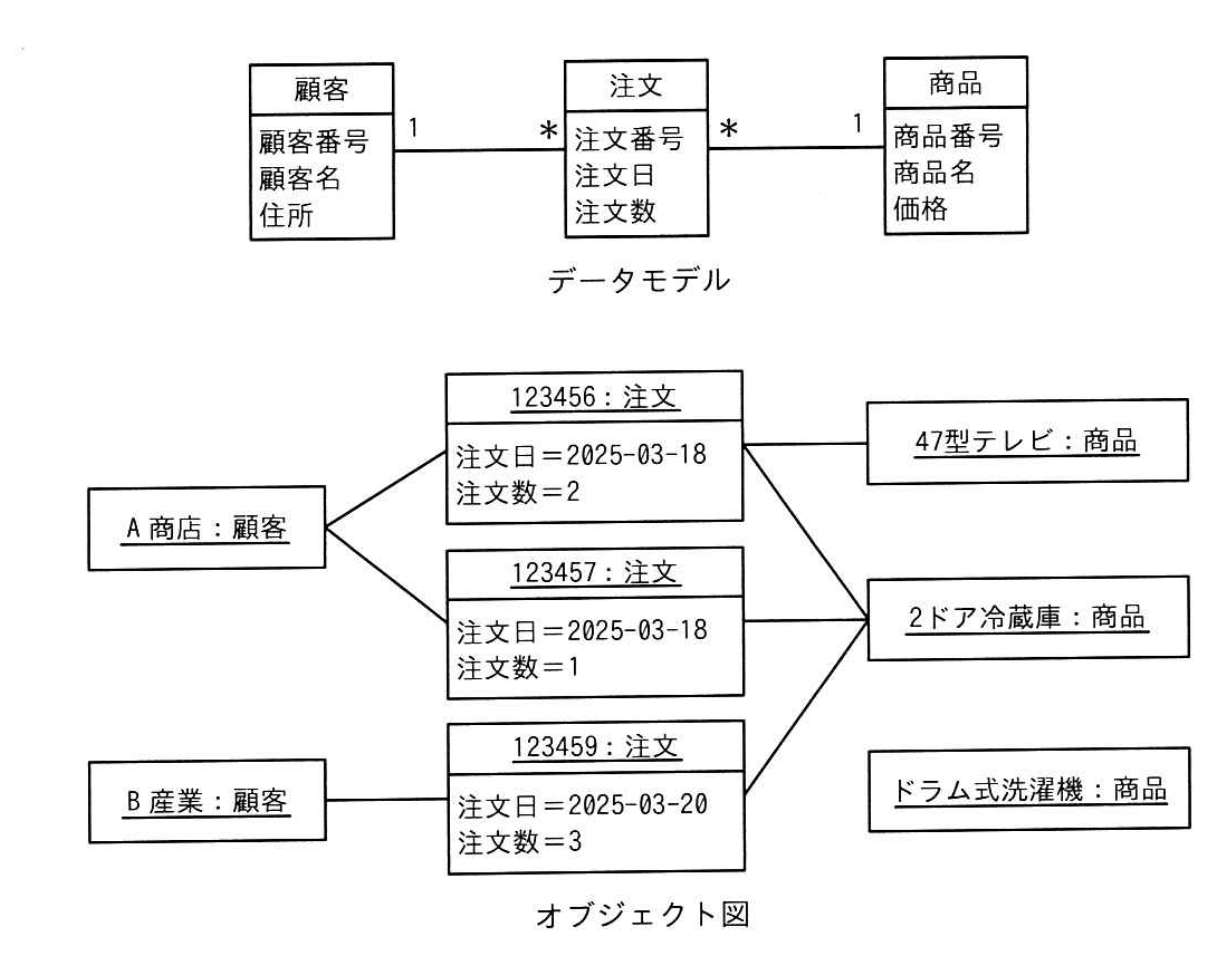 顧客
顧客番号
顧客名
住所
1
*
注文
注文番号
注文日
注文数
*
1
商品
商品番号
商品名
価格
データモデル
A商店:顧客
B産業:顧客
123456:注文
注文日=2025-03-18
注文数=2
123457:注文
注文日=2025-03-18
注文数=1
123459:注文
注文日=2025-03-20
注文数=3
47型テレビ:商品
2ドア冷蔵庫:商品
ドラム式洗濯機:商品
オブジェクト図